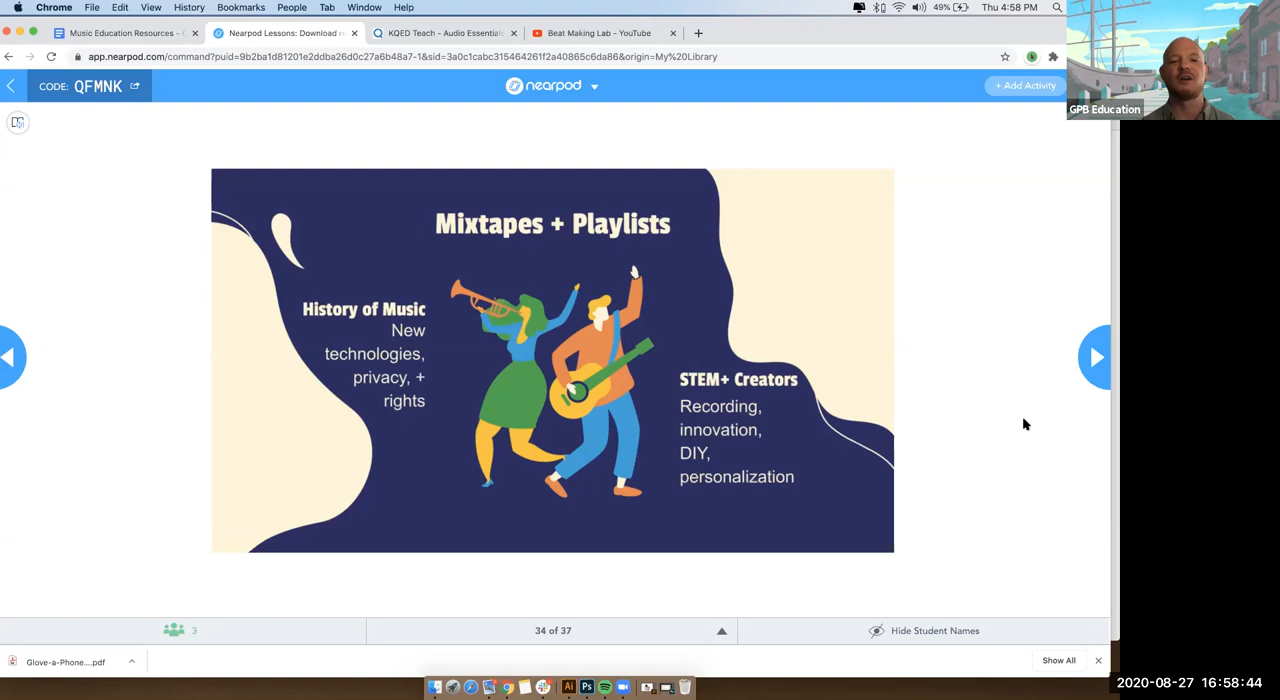 Chrome File Edit View History Bookmarks People Tab Window Help 49% Thu 4:58 PM
Music Education Resources - Nearpod Lessons: Download KQED Teach - Audio Essentials Beat Making Lab - YouTube
app.nearpod.com/command?puid=9b2ba1d81201e2ddba26d0c27a6b48a7-1&sid=3a0c1cabc315464261f2a40865c6da86&origin=My%20Library
CODE: QFMNK nearpod + Add Activity
GPB Education
Mixtapes + Playlists
History of Music
New
technologies,
privacy, +
rights
STEM+ Creators
Recording,
innovation,
DIY,
personalization
3 34 of 37 Hide Student Names
Glove-a-Phone....pdf Show All
Ai Ps
2020-08-27 16:58:44